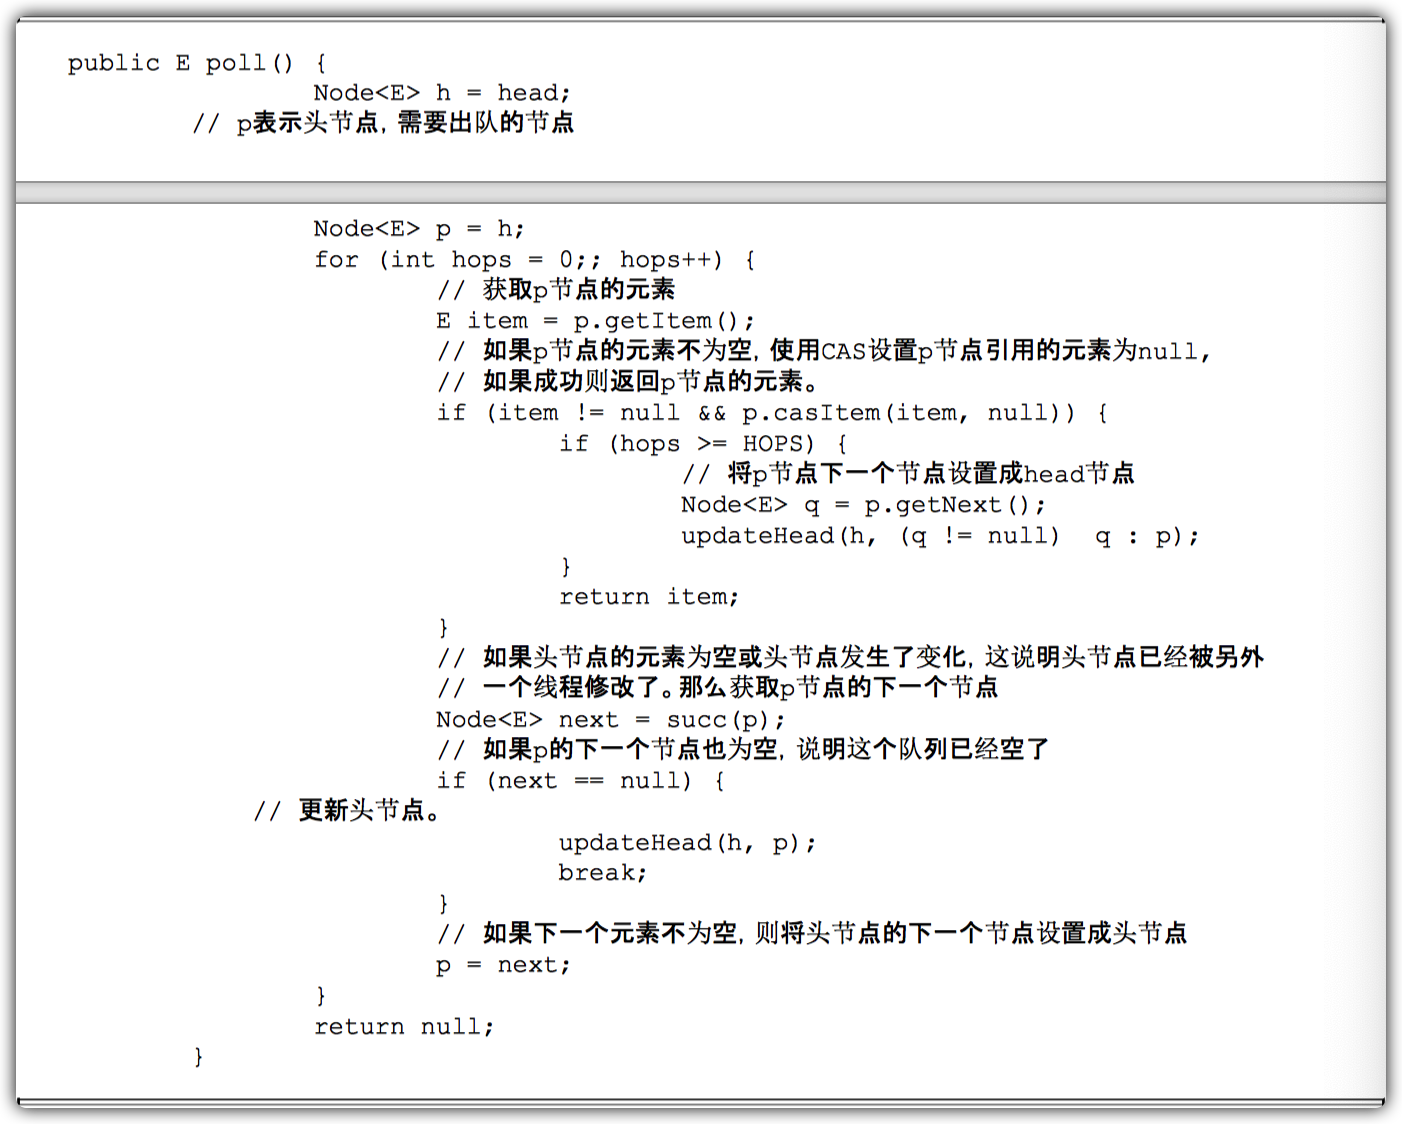 public E poll() {
Node<E> h = head;
// p表示头节点，需要出队的节点
Node<E> p = h;
for (int hops = 0;; hops++) {
// 获取p节点的元素
E item = p.getItem();
// 如果p节点的元素不为空，使用CAS设置p节点引用的元素为null,
// 如果成功则返回p节点的元素。
if (item != null && p.casItem(item, null)) {
if (hops >= HOPS) {
// 将p节点下一个节点设置成head节点
Node<E> q = p.getNext();
updateHead(h, (q != null)  q : p);
}
return item;
}
// 如果头节点的元素为空或头节点发生了变化，这说明头节点已经被另外
// 一个线程修改了。那么获取p节点的下一个节点
Node<E> next = succ(p);
// 如果p的下一个节点也为空，说明这个队列已经空了
if (next == null) {
// 更新头节点。
updateHead(h, p);
break;
}
// 如果下一个元素不为空，则将头节点的下一个节点设置成头节点
p = next;
}
return null;
}